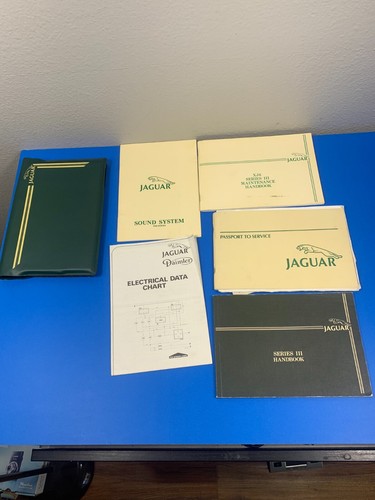 JAGUAR
JAGUAR
SOUND SYSTEM
JAGUAR
SERIES III
MAINTENANCE
HANDBOOK
PASSPORT TO SERVICE
JAGUAR
JAGUAR
Daimler
ELECTRICAL DATA
CHART
JAGUAR
SERIES III
HANDBOOK